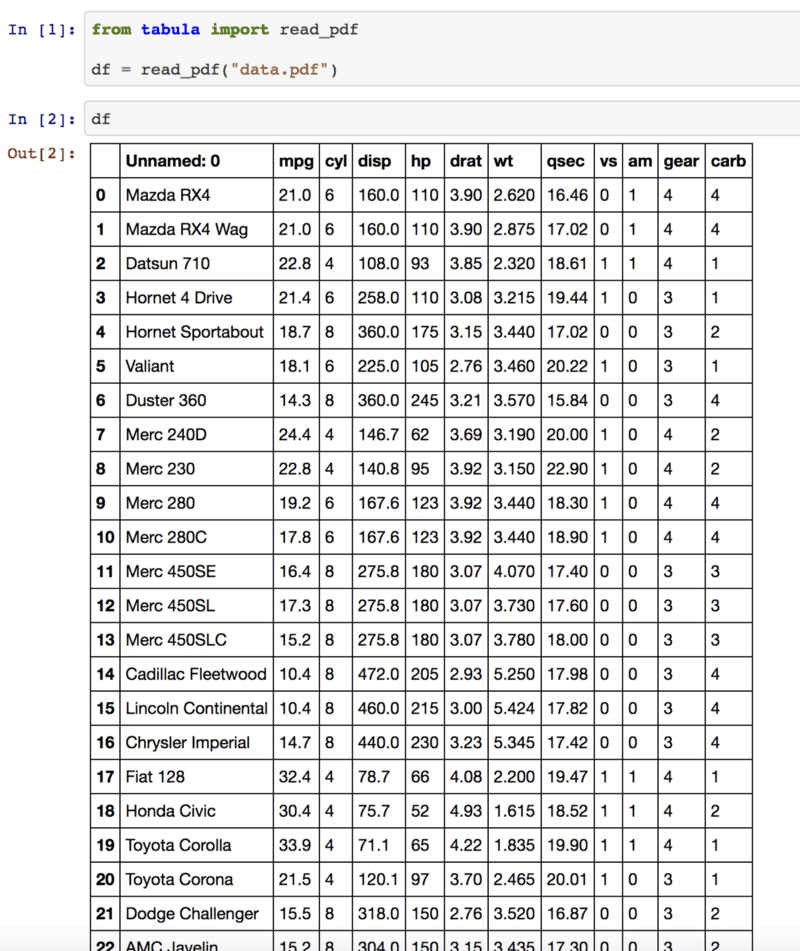 In [1]: from tabula import read_pdf
df = read_pdf("data.pdf")
In [2]: df
Out[2]:
Unnamed: 0 mpg cyl disp hp drat wt qsec vs am gear carb
0 Mazda RX4 21.0 6 160.0 110 3.90 2.620 16.46 0 1 4 4
1 Mazda RX4 Wag 21.0 6 160.0 110 3.90 2.875 17.02 0 1 4 4
2 Datsun 710 22.8 4 108.0 93 3.85 2.320 18.61 1 1 4 1
3 Hornet 4 Drive 21.4 6 258.0 110 3.08 3.215 19.44 1 0 3 1
4 Hornet Sportabout 18.7 8 360.0 175 3.15 3.440 17.02 0 0 3 2
5 Valiant 18.1 6 225.0 105 2.76 3.460 20.22 1 0 3 1
6 Duster 360 14.3 8 360.0 245 3.21 3.570 15.84 0 0 3 4
7 Merc 240D 24.4 4 146.7 62 3.69 3.190 20.00 1 0 4 2
8 Merc 230 22.8 4 140.8 95 3.92 3.150 22.90 1 0 4 2
9 Merc 280 19.2 6 167.6 123 3.92 3.440 18.30 1 0 4 4
10 Merc 280C 17.8 6 167.6 123 3.92 3.440 18.90 1 0 4 4
11 Merc 450SE 16.4 8 275.8 180 3.07 4.070 17.40 0 0 3 3
12 Merc 450SL 17.3 8 275.8 180 3.07 3.730 17.60 0 0 3 3
13 Merc 450SLC 15.2 8 275.8 180 3.07 3.780 18.00 0 0 3 3
14 Cadillac Fleetwood 10.4 8 472.0 205 2.93 5.250 17.98 0 0 3 4
15 Lincoln Continental 10.4 8 460.0 215 3.00 5.424 17.82 0 0 3 4
16 Chrysler Imperial 14.7 8 440.0 230 3.23 5.345 17.42 0 0 3 4
17 Fiat 128 32.4 4 78.7 66 4.08 2.200 19.47 1 1 4 1
18 Honda Civic 30.4 4 75.7 52 4.93 1.615 18.52 1 1 4 2
19 Toyota Corolla 33.9 4 71.1 65 4.22 1.835 19.90 1 1 4 1
20 Toyota Corona 21.5 4 120.1 97 3.70 2.465 20.01 1 0 3 1
21 Dodge Challenger 15.5 8 318.0 150 2.76 3.520 16.87 0 0 3 2
22 AMC Javelin 15.2 8 304.0 150 3.15 3.435 17.30 0 0 3 2